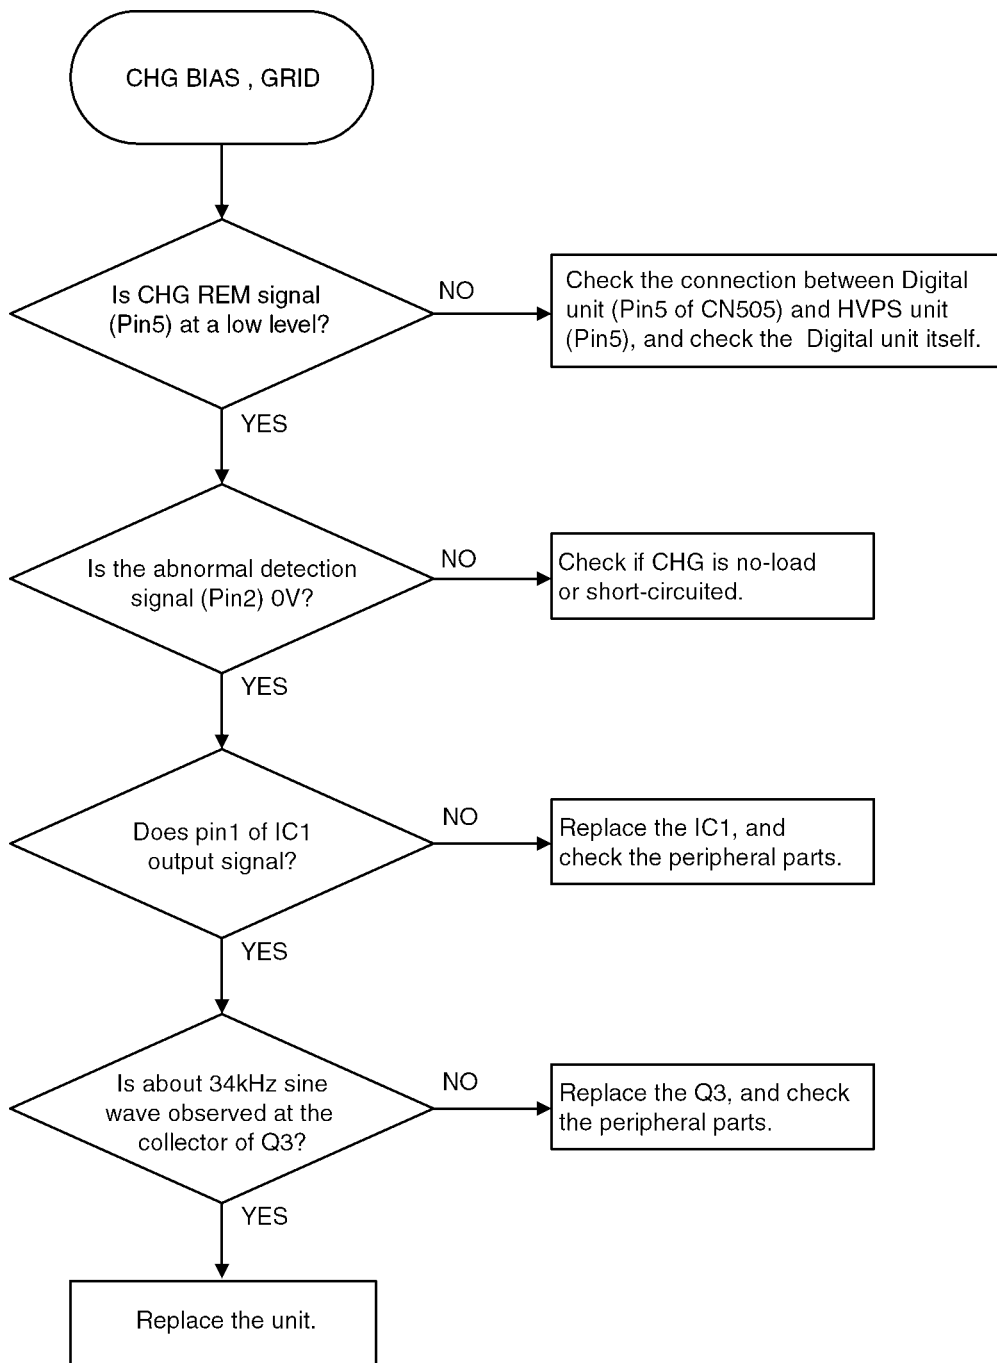 CHG BIAS , GRID
Is CHG REM signal
(Pin5) at a low level?
NO
Check the connection between Digital
unit (Pin5 of CN505) and HVPS unit
(Pin5), and check the  Digital unit itself.
YES
Is the abnormal detection
signal (Pin2) 0V?
NO
Check if CHG is no-load
or short-circuited.
YES
Does pin1 of IC1
output signal?
NO
Replace the IC1, and
check the peripheral parts.
YES
Is about 34kHz sine
wave observed at the
collector of Q3?
NO
Replace the Q3, and check
the peripheral parts.
YES
Replace the unit.